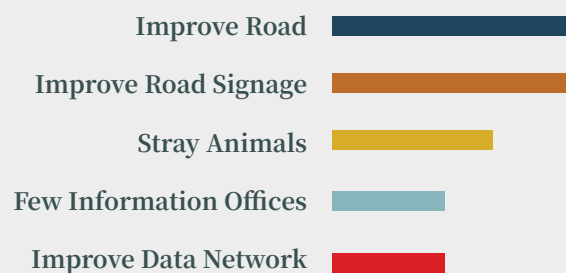 Improve Road
Improve Road Signage
Stray Animals
Few Information Offices
Improve Data Network